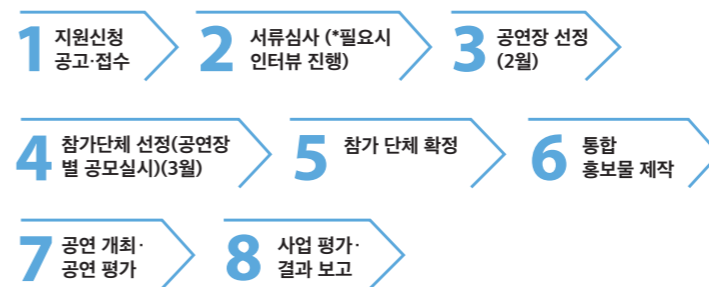 1 지원신청
공고·접수
2 서류심사 (*필요시
인터뷰 진행)
3 공연장 선정
(2월)
4 참가단체 선정(공연장
별 공모실시)(3월)
5 참가 단체 확정
6 통합
홍보물 제작
7 공연 개최·
공연 평가
8 사업 평가·
결과 보고